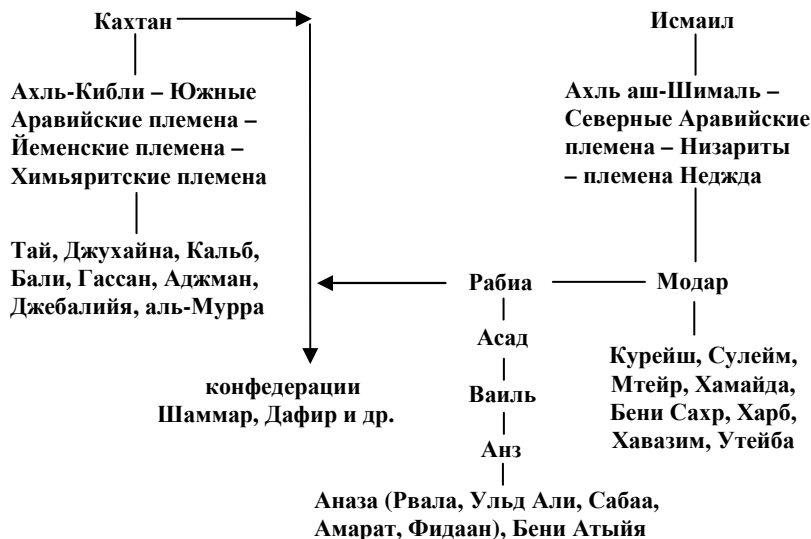 Кахтан
Исмаил
Ахль-Кибли – Южные
Аравийские племена –
Йеменские племена –
Химьяритские племена
Ахль аш-Шималь –
Северные Аравийские
племена – Низариты
– племена Неджда
Тай, Джухайна, Кальб,
Бали, Гассан, Аджман,
Джебалийя, аль-Мурра
Рабиа
Модар
Асад
Ваиль
Анз
Курейш, Сулейм,
Мтейр, Хамайда,
Бени Сахр, Харб,
Хавазим, Утейба
конфедерации
Шаммар, Дафир и др.
Аназа (Рвала, Ульд Али, Сабаа,
Амарат, Фидаан), Бени Атыйя